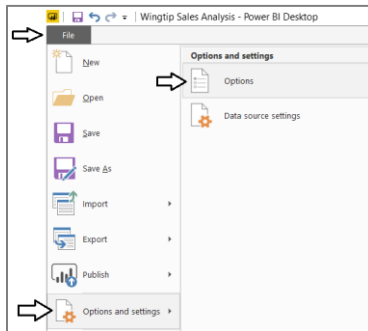 Wingtip Sales Analysis - Power BI Desktop
File
New
Open
Save
Save As
Import
Export
Publish
Options and settings
Options and settings
Options
Data source settings